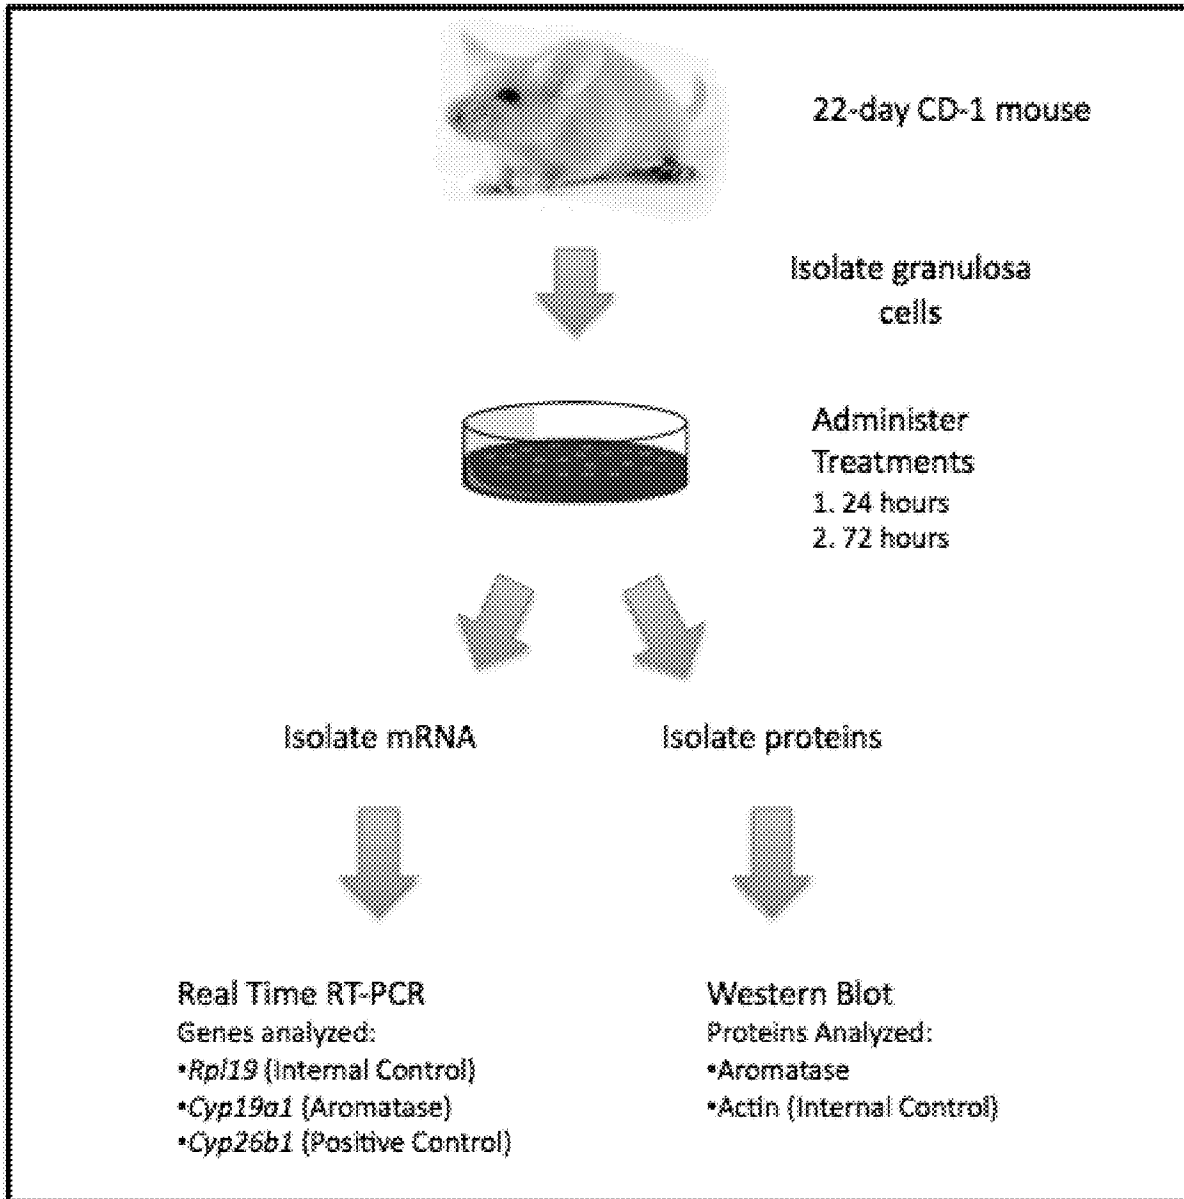 22-day CD-1 mouse
Isolate granulosa
cells
Administer
Treatments
1. 24 hours
2. 72 hours
Isolate mRNA
Isolate proteins
Real Time RT-PCR
Genes analyzed:
•Rpl19 (Internal Control)
•Cyp19a1 (Aromatase)
•Cyp26b1 (Positive Control)
Western Blot
Proteins Analyzed:
•Aromatase
•Actin (Internal Control)